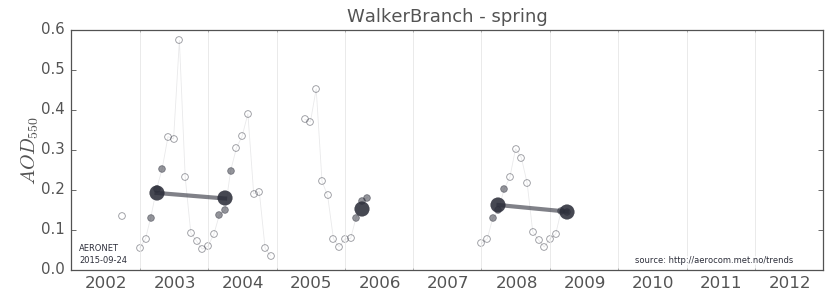 WalkerBranch - spring
0.6
0.5
0.4
0.3
0.2
0.1
0.0
AOD550
AERONET
2015-09-24
source: http://aerocom.met.no/trends
2002 2003 2004 2005 2006 2007 2008 2009 2010 2011 2012